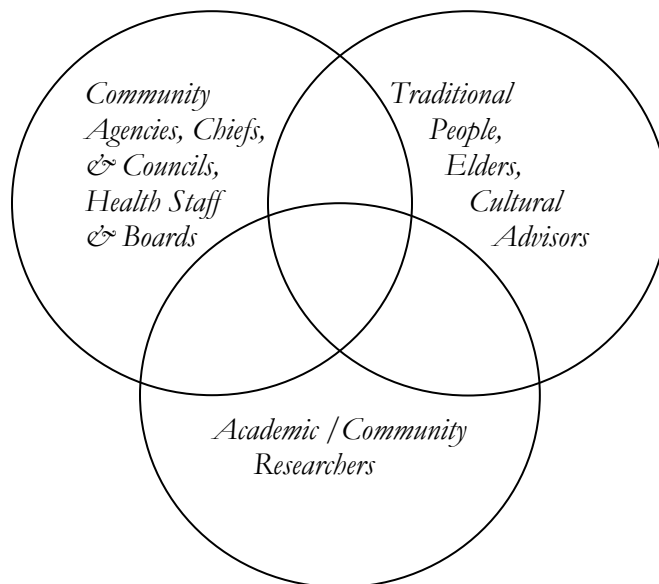 Community
Agencies, Chiefs,
& Councils,
Health Staff
& Boards
Traditional
People,
Elders,
Cultural
Advisors
Academic /Community
Researchers